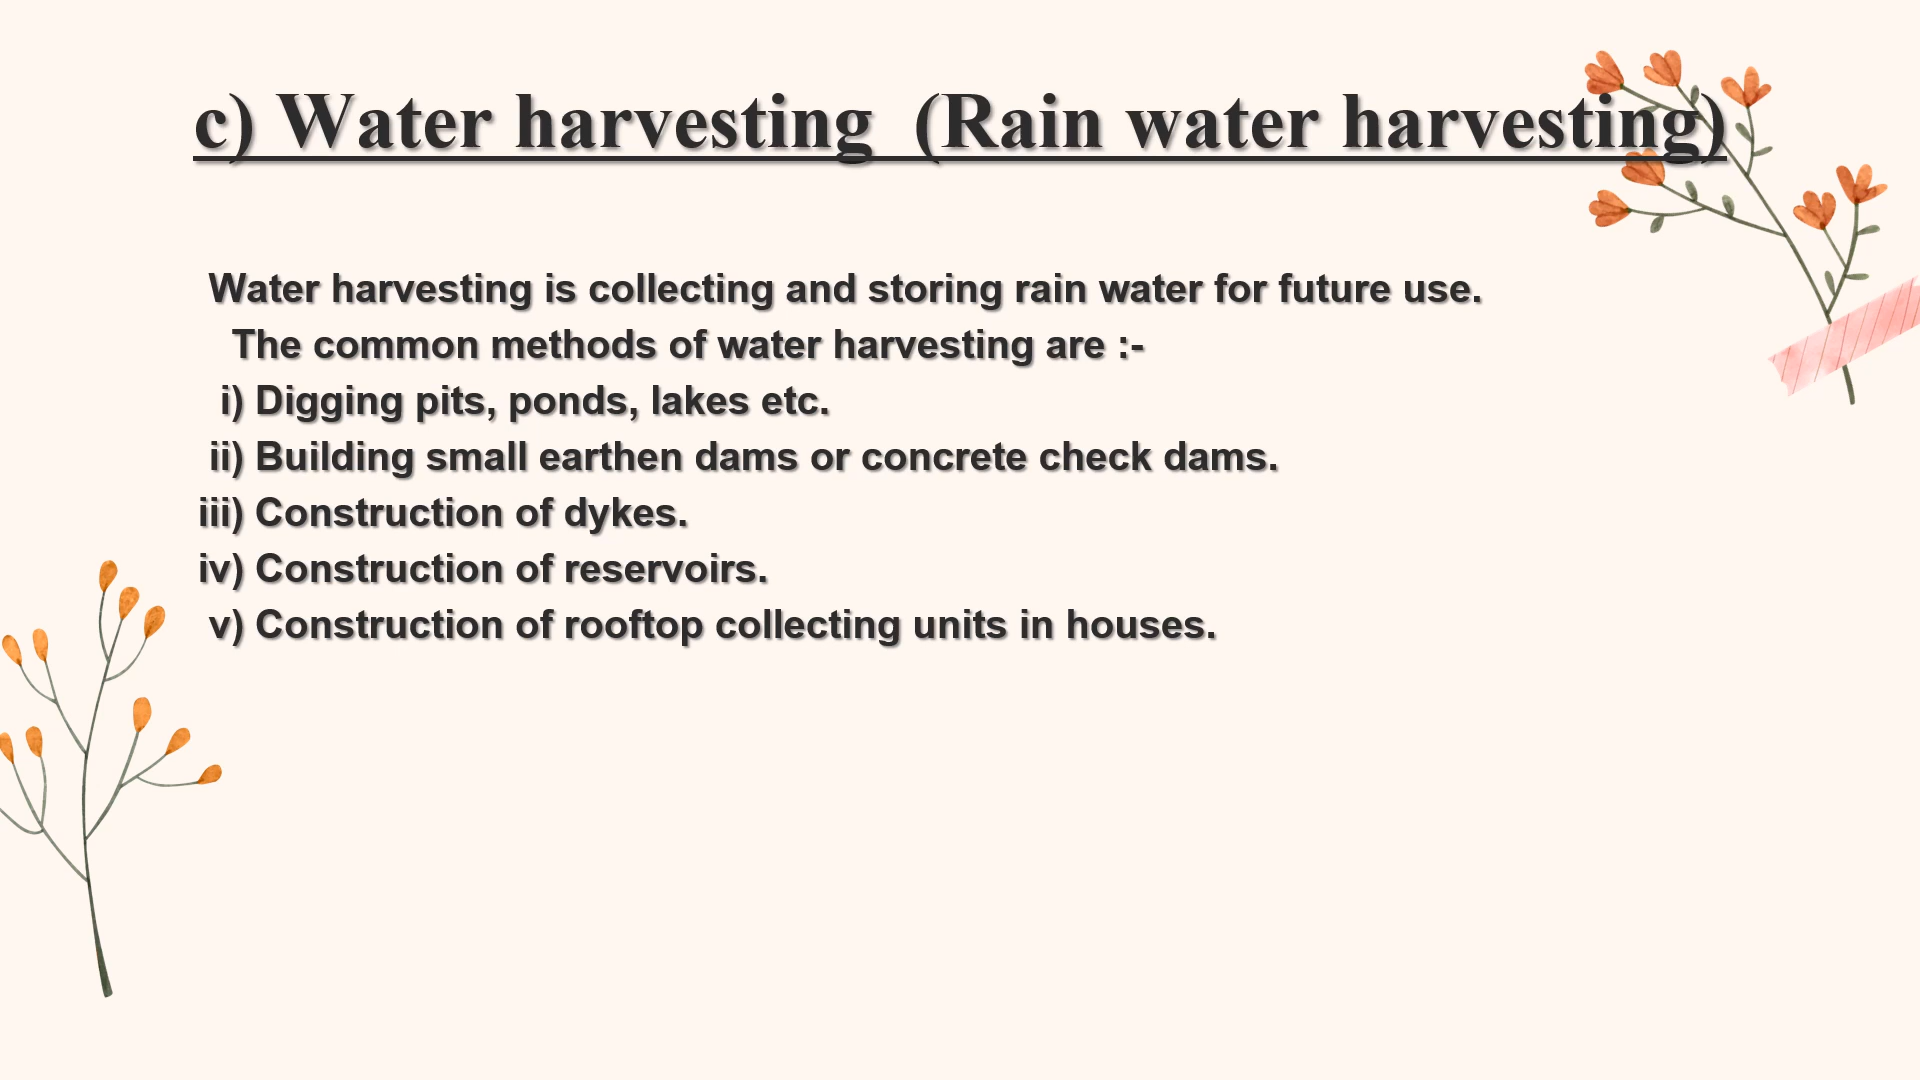 c) Water harvesting  (Rain water harvesting)
Water harvesting is collecting and storing rain water for future use.
The common methods of water harvesting are :-
i) Digging pits, ponds, lakes etc.
ii) Building small earthen dams or concrete check dams.
iii) Construction of dykes.
iv) Construction of reservoirs.
v) Construction of rooftop collecting units in houses.